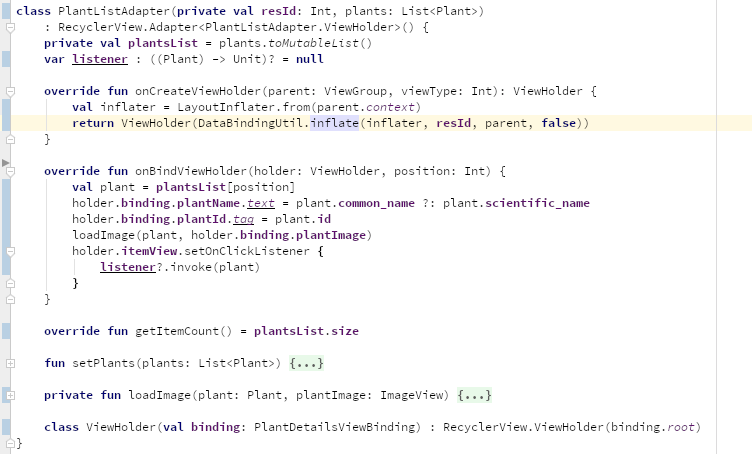 class PlantListAdapter(private val resId: Int, plants: List<Plant>)
    : RecyclerView.Adapter<PlantListAdapter.ViewHolder>() {
    private val plantsList = plants.toMutableList()
    var listener : ((Plant) -> Unit)? = null
    override fun onCreateViewHolder(parent: ViewGroup, viewType: Int): ViewHolder {
        val inflater = LayoutInflater.from(parent.context)
        return ViewHolder(DataBindingUtil.inflate(inflater, resId, parent, false))
    }
    override fun onBindViewHolder(holder: ViewHolder, position: Int) {
        val plant = plantsList[position]
        holder.binding.plantName.text = plant.common_name ?: plant.scientific_name
        holder.binding.plantId.tag = plant.id
        loadImage(plant, holder.binding.plantImage)
        holder.itemView.setOnClickListener {
            listener?.invoke(plant)
        }
    }
    override fun getItemCount() = plantsList.size
    fun setPlants(plants: List<Plant>) {...}
    private fun loadImage(plant: Plant, plantImage: ImageView) {...}
    class ViewHolder(val binding: PlantDetailsViewBinding) : RecyclerView.ViewHolder(binding.root)
}